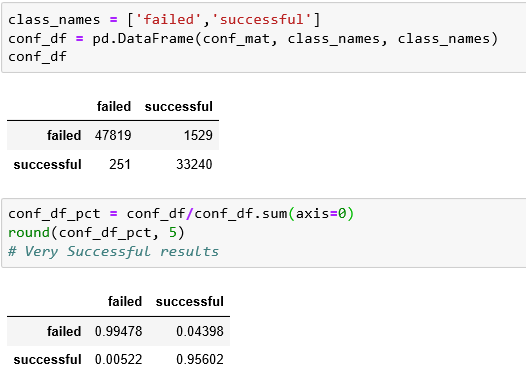 class_names = ['failed','successful']
conf_df = pd.DataFrame(conf_mat, class_names, class_names)
conf_df
failed successful
failed 47819 1529
successful 251 33240
conf_df_pct = conf_df/conf_df.sum(axis=0)
round(conf_df_pct, 5)
# Very Successful results
failed successful
failed 0.99478 0.04398
successful 0.00522 0.95602